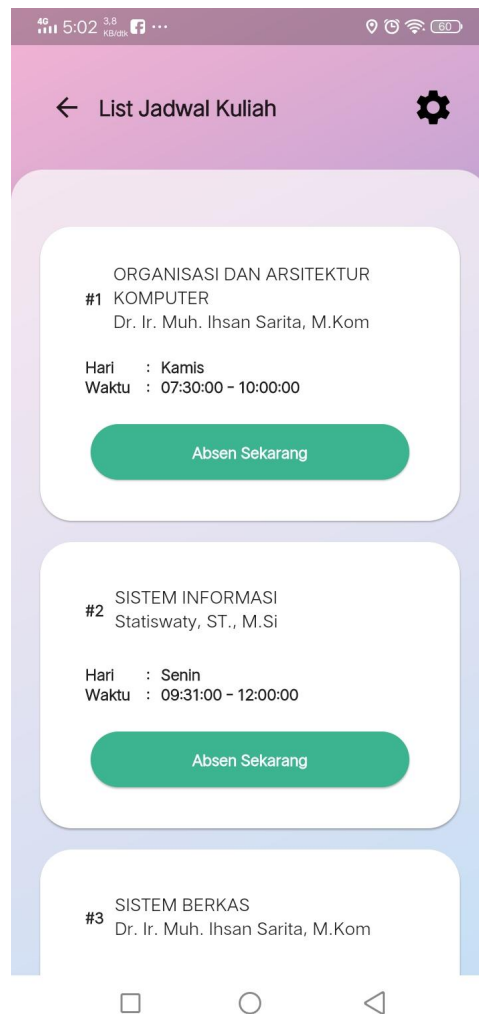 4G 5:02 3,8 KB/dtk ...
60
List Jadwal Kuliah
ORGANISASI DAN ARSITEKTUR
#1 KOMPUTER
Dr. Ir. Muh. Ihsan Sarita, M.Kom
Hari : Kamis
Waktu : 07:30:00 - 10:00:00
Absen Sekarang
#2 SISTEM INFORMASI
Statiswaty, ST., M.Si
Hari : Senin
Waktu : 09:31:00 - 12:00:00
Absen Sekarang
#3 SISTEM BERKAS
Dr. Ir. Muh. Ihsan Sarita, M.Kom